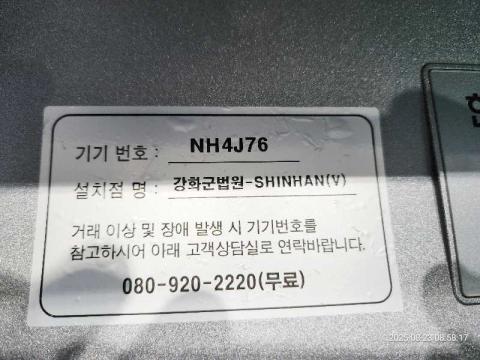 기기 번호 : NH4J76
설치점 명 : 강화군법원-SHINHAN(V)
거래 이상 및 장애 발생 시 기기번호를
참고하시어 아래 고객상담실로 연락바랍니다.
080-920-2220(무료)
2025-08-23 08:58:17